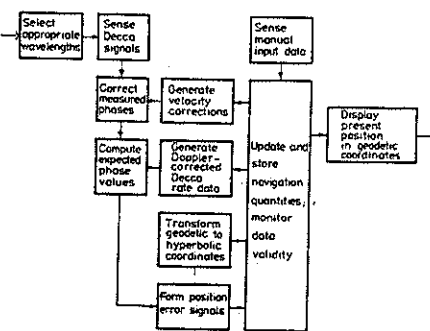 Select
appropriate
wavelengths
Sense
Decca
signals
Sense
manual
input data
Correct
measured
phases
Generate
velocity
corrections
Compute
expected
phase
values
Generate
Doppler-
corrected
Decca
rate data
Transform
geodetic to
hyperbolic
coordinates
Form position
error signals
Update and
store
navigation
quantities,
monitor
data
validity
Display
present
position
in geodetic
coordinates